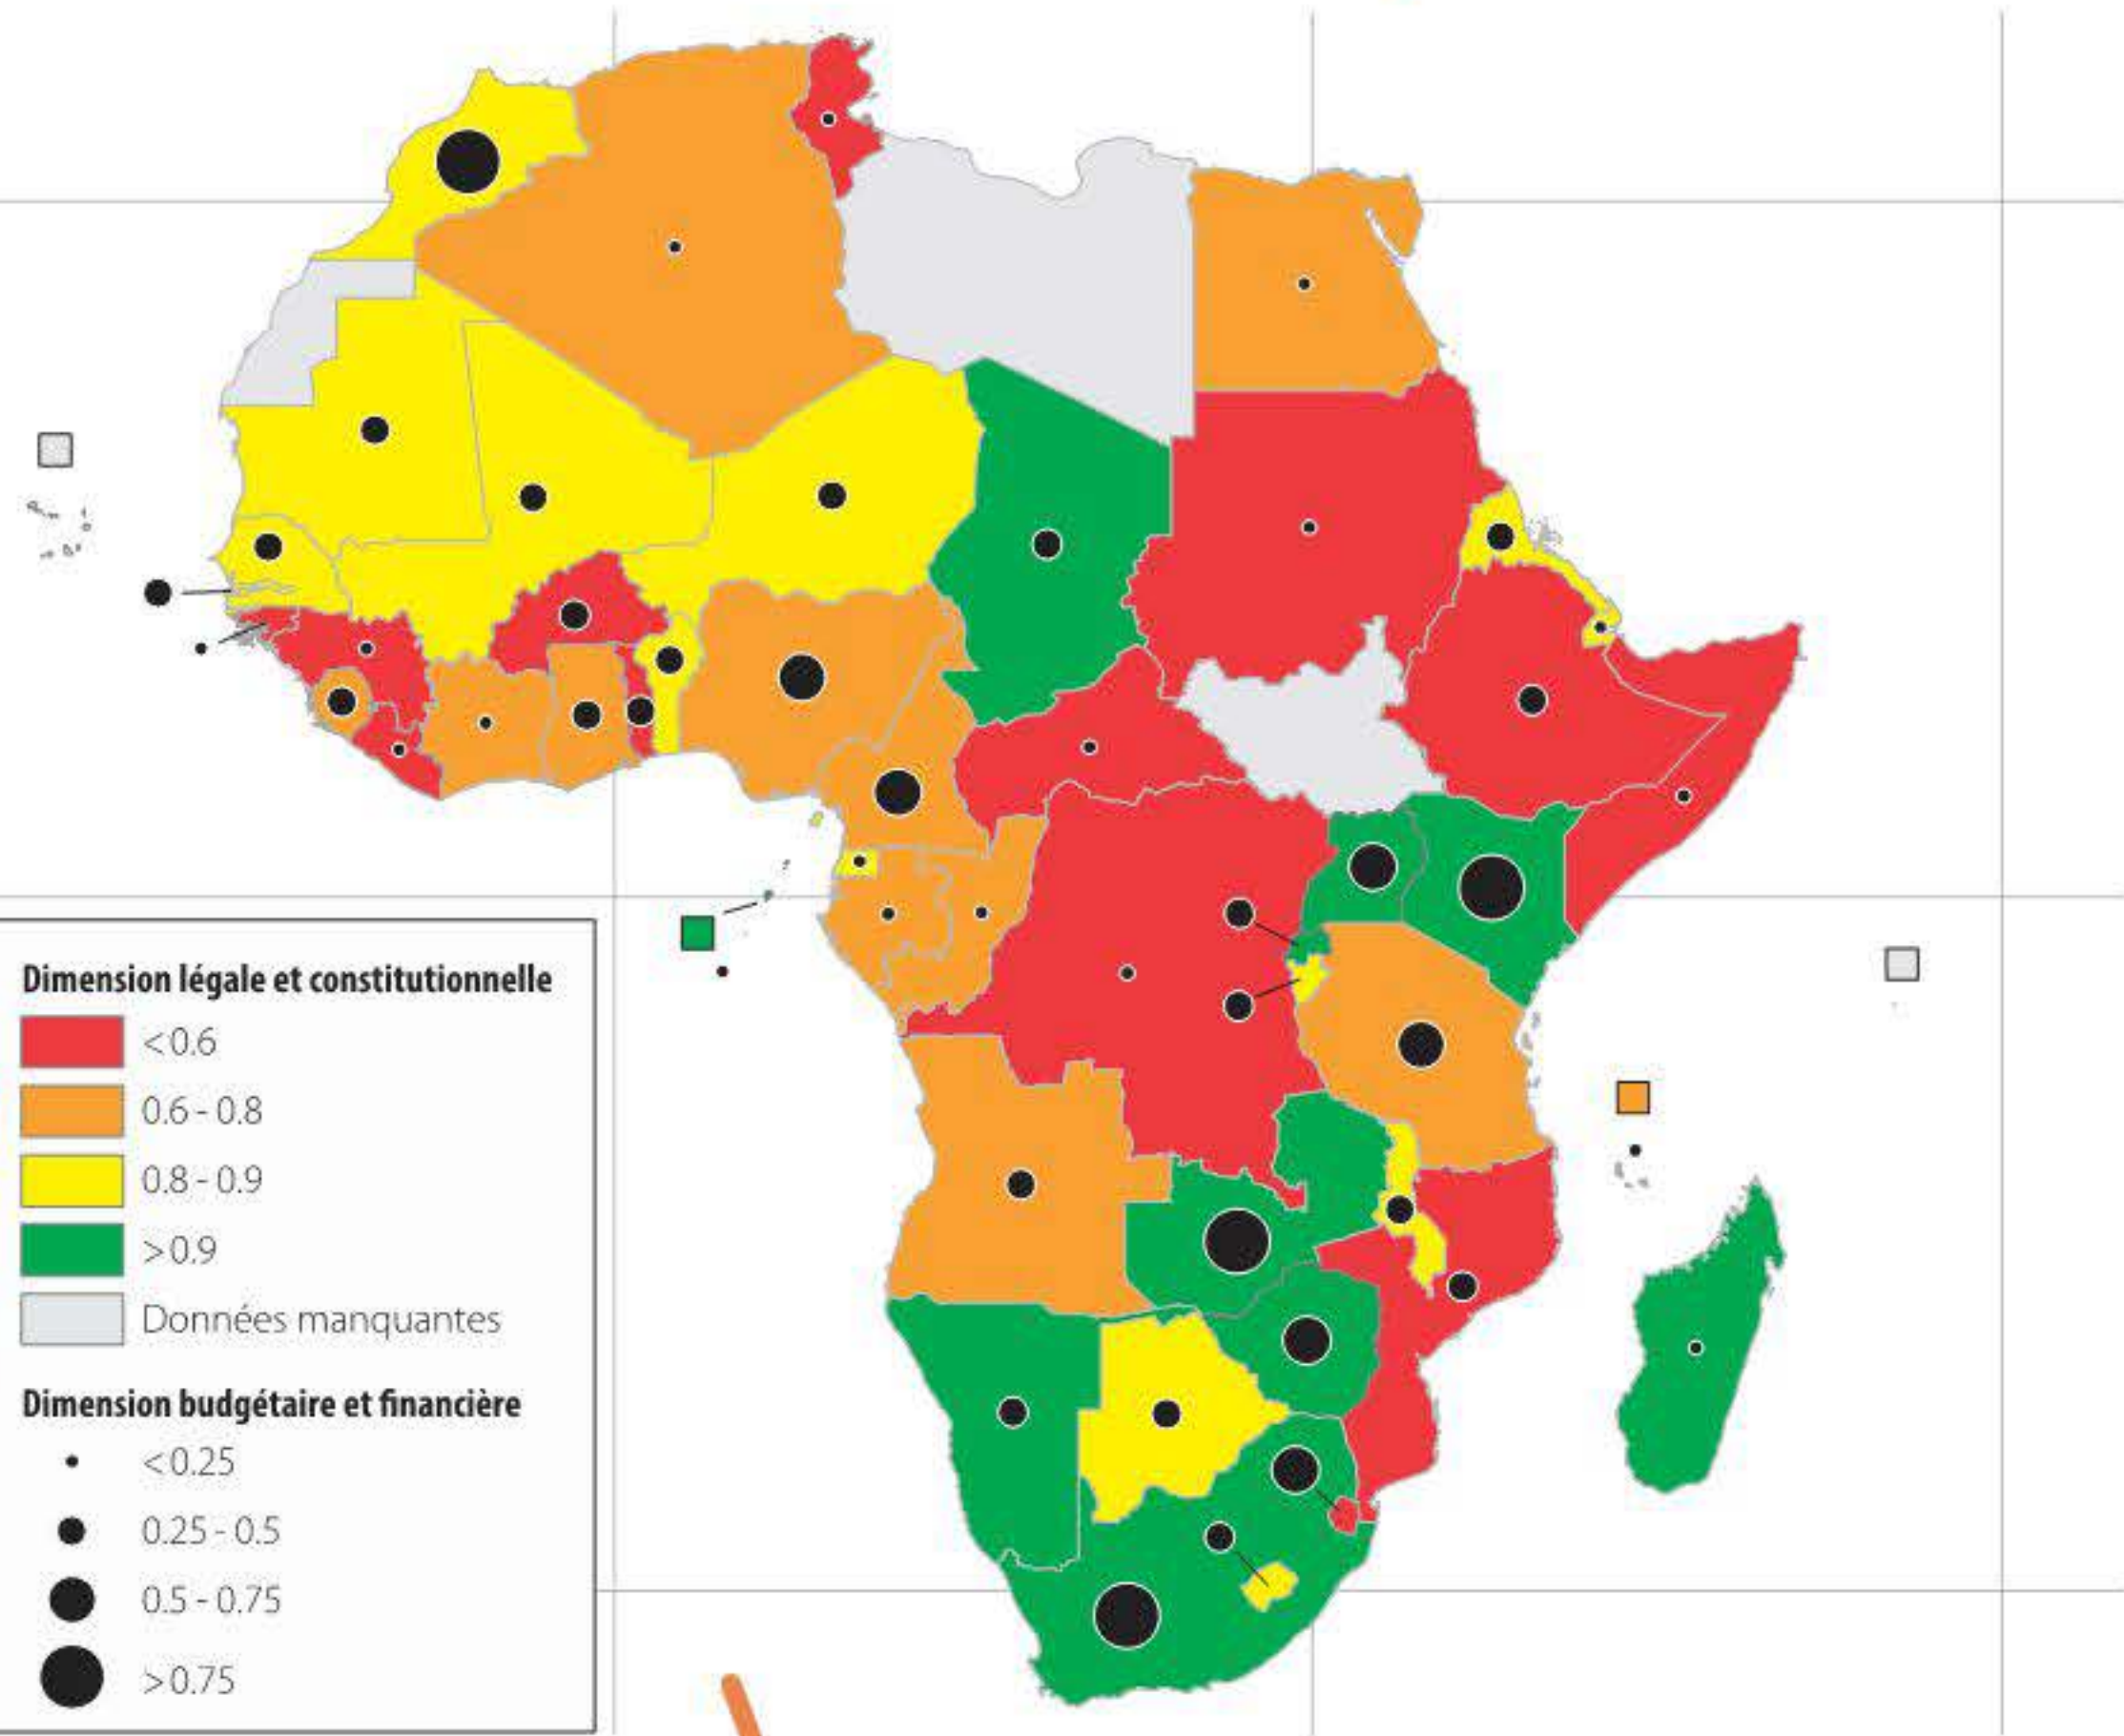 Dimension légale et constitutionnelle
<0.6
0.6 - 0.8
0.8 - 0.9
>0.9
Données manquantes
Dimension budgétaire et financière
<0.25
0.25 - 0.5
0.5 - 0.75
>0.75